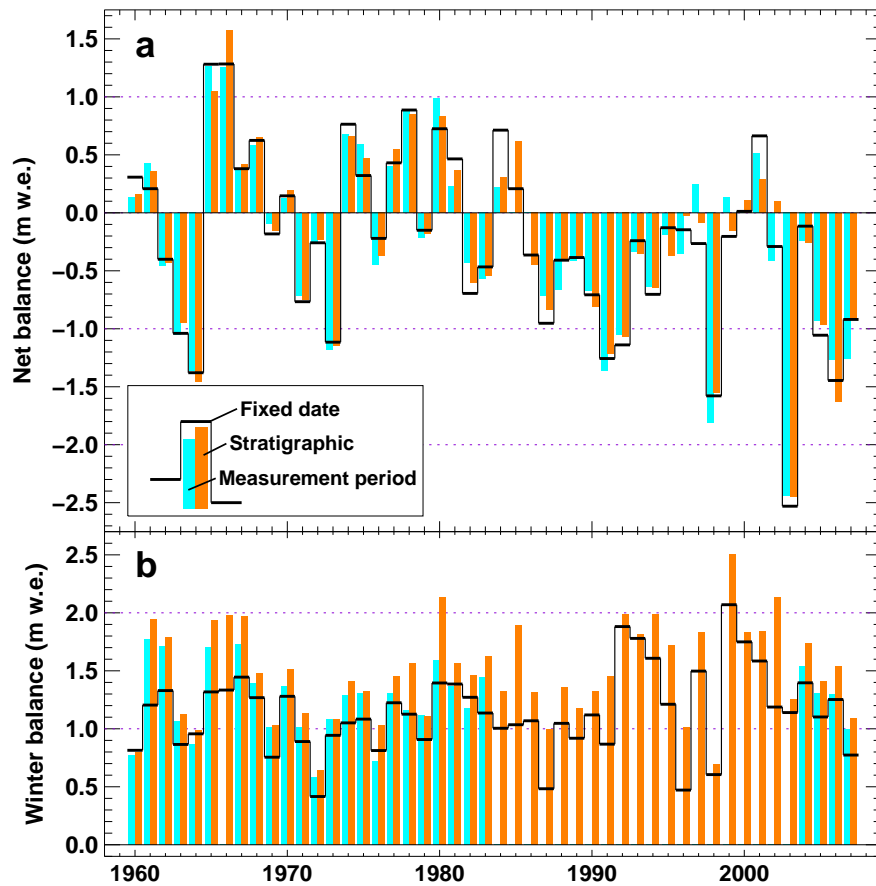 a
1.5
1.0
0.5
0.0
−0.5
−1.0
−1.5
−2.0
−2.5
Net balance (m w.e.)
Fixed date
Stratigraphic
Measurement period
b
2.5
2.0
1.5
1.0
0.5
0.0
Winter balance (m w.e.)
1960 1970 1980 1990 2000